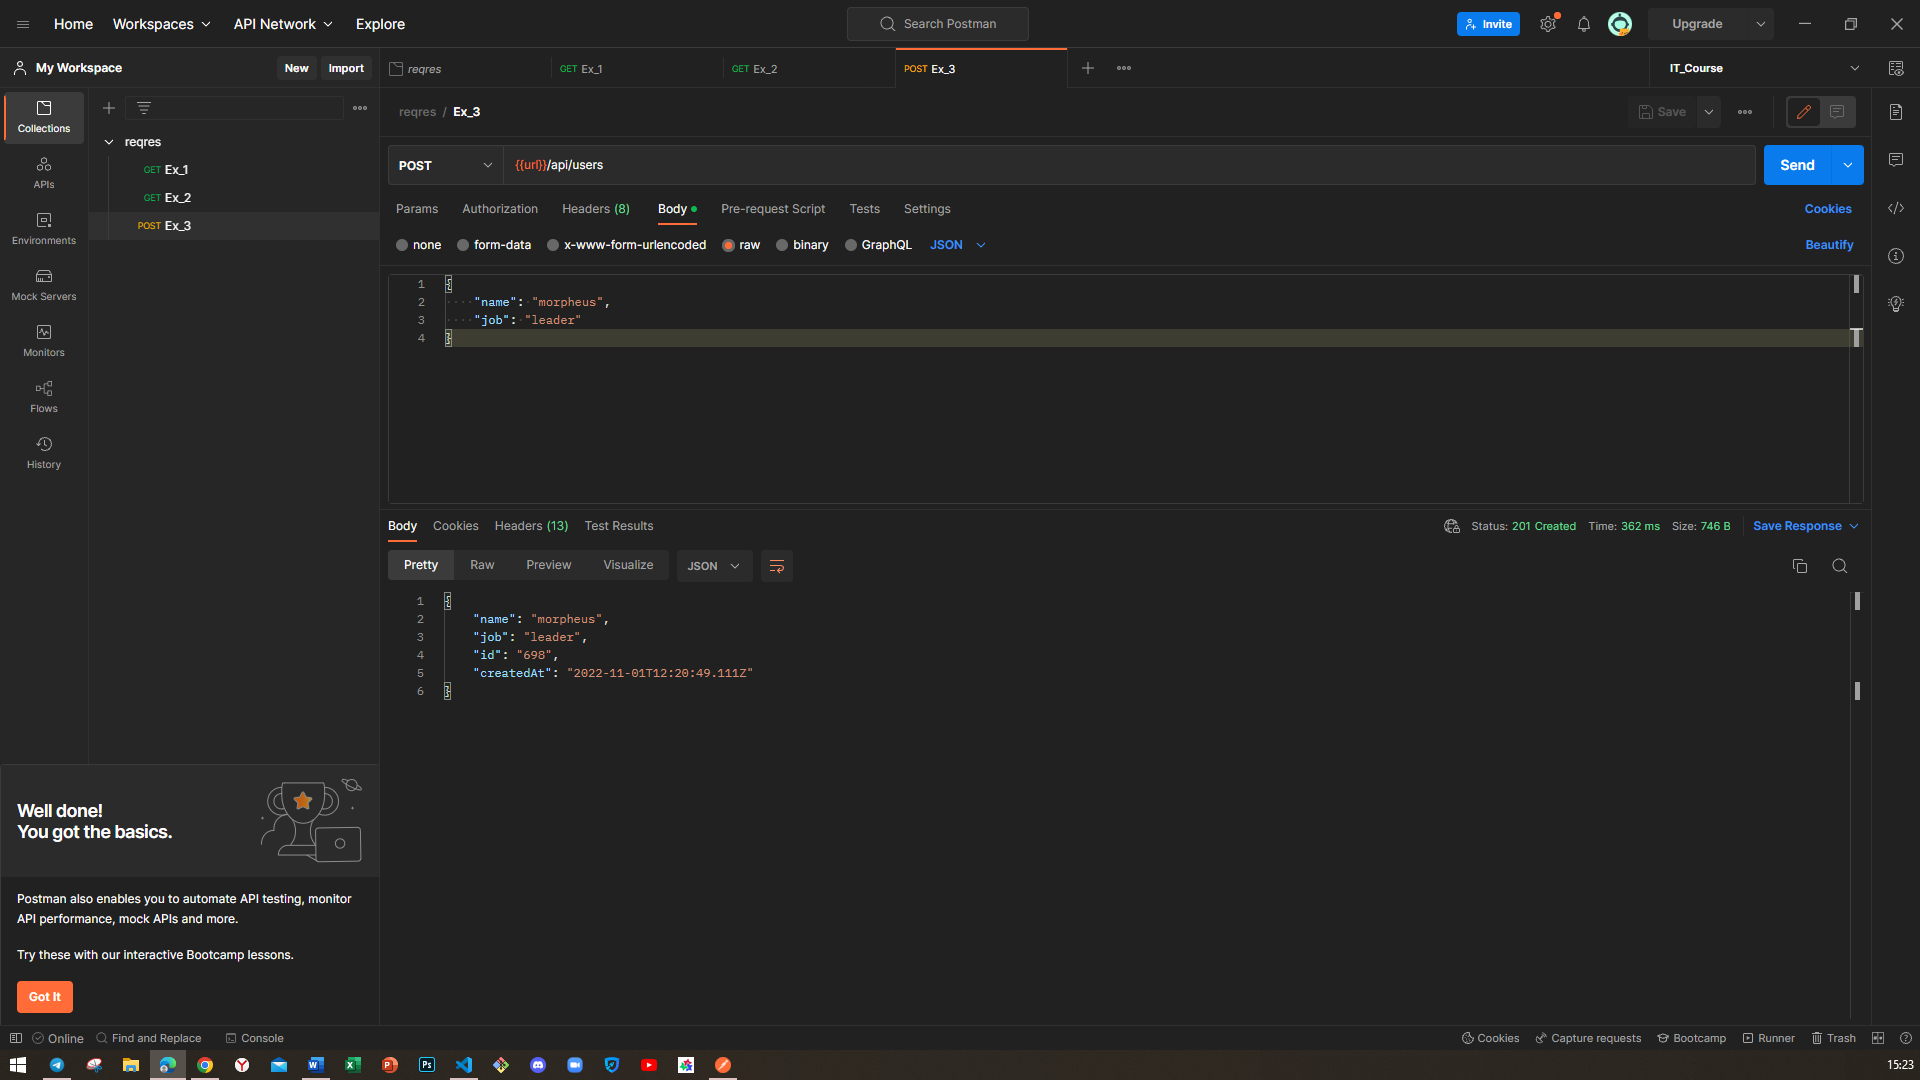 Home Workspaces API Network Explore Search Postman Invite Upgrade
My Workspace New Import reqres GET Ex_1 GET Ex_2 POST Ex_3 IT_Course
reqres / Ex_3 Save
Collections
APIs
Environments
Mock Servers
Monitors
Flows
History
reqres
GET Ex_1
GET Ex_2
POST Ex_3
POST {{url}}/api/users Send
Params Authorization Headers (8) Body Pre-request Script Tests Settings Cookies
none form-data x-www-form-urlencoded raw binary GraphQL JSON Beautify
1 {
2 "name": "morpheus",
3 "job": "leader"
4 }
Body Cookies Headers (13) Test Results Status: 201 Created Time: 362 ms Size: 746 B Save Response
Pretty Raw Preview Visualize JSON
1 {
2 "name": "morpheus",
3 "job": "leader",
4 "id": "698",
5 "createdAt": "2022-11-01T12:20:49.111Z"
6 }
Well done!
You got the basics.
Postman also enables you to automate API testing, monitor
API performance, mock APIs and more.
Try these with our interactive Bootcamp lessons.
Got It
Online Find and Replace Console Cookies Capture requests Bootcamp Runner Trash
15:23